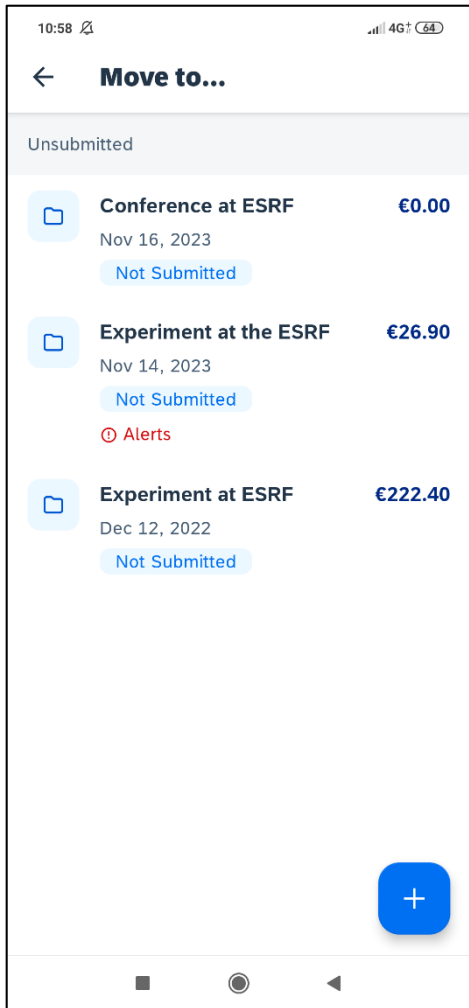 10:58 4G+ 64
Move to...
Unsubmitted
Conference at ESRF €0.00
Nov 16, 2023
Not Submitted
Experiment at the ESRF €26.90
Nov 14, 2023
Not Submitted
Alerts
Experiment at ESRF €222.40
Dec 12, 2022
Not Submitted